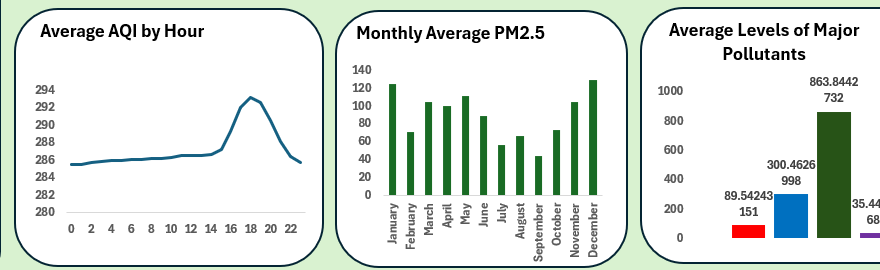 Average AQI by Hour
294
292
290
288
286
284
282
280
0 2 4 6 8 10 12 14 16 18 20 22
Monthly Average PM2.5
140
120
100
80
60
40
20
0
January
February
March
April
May
June
July
August
September
October
November
December
Average Levels of Major
Pollutants
1000
800
600
400
200
0
89.54243
151
300.4626
998
863.8442
732
35.44
68